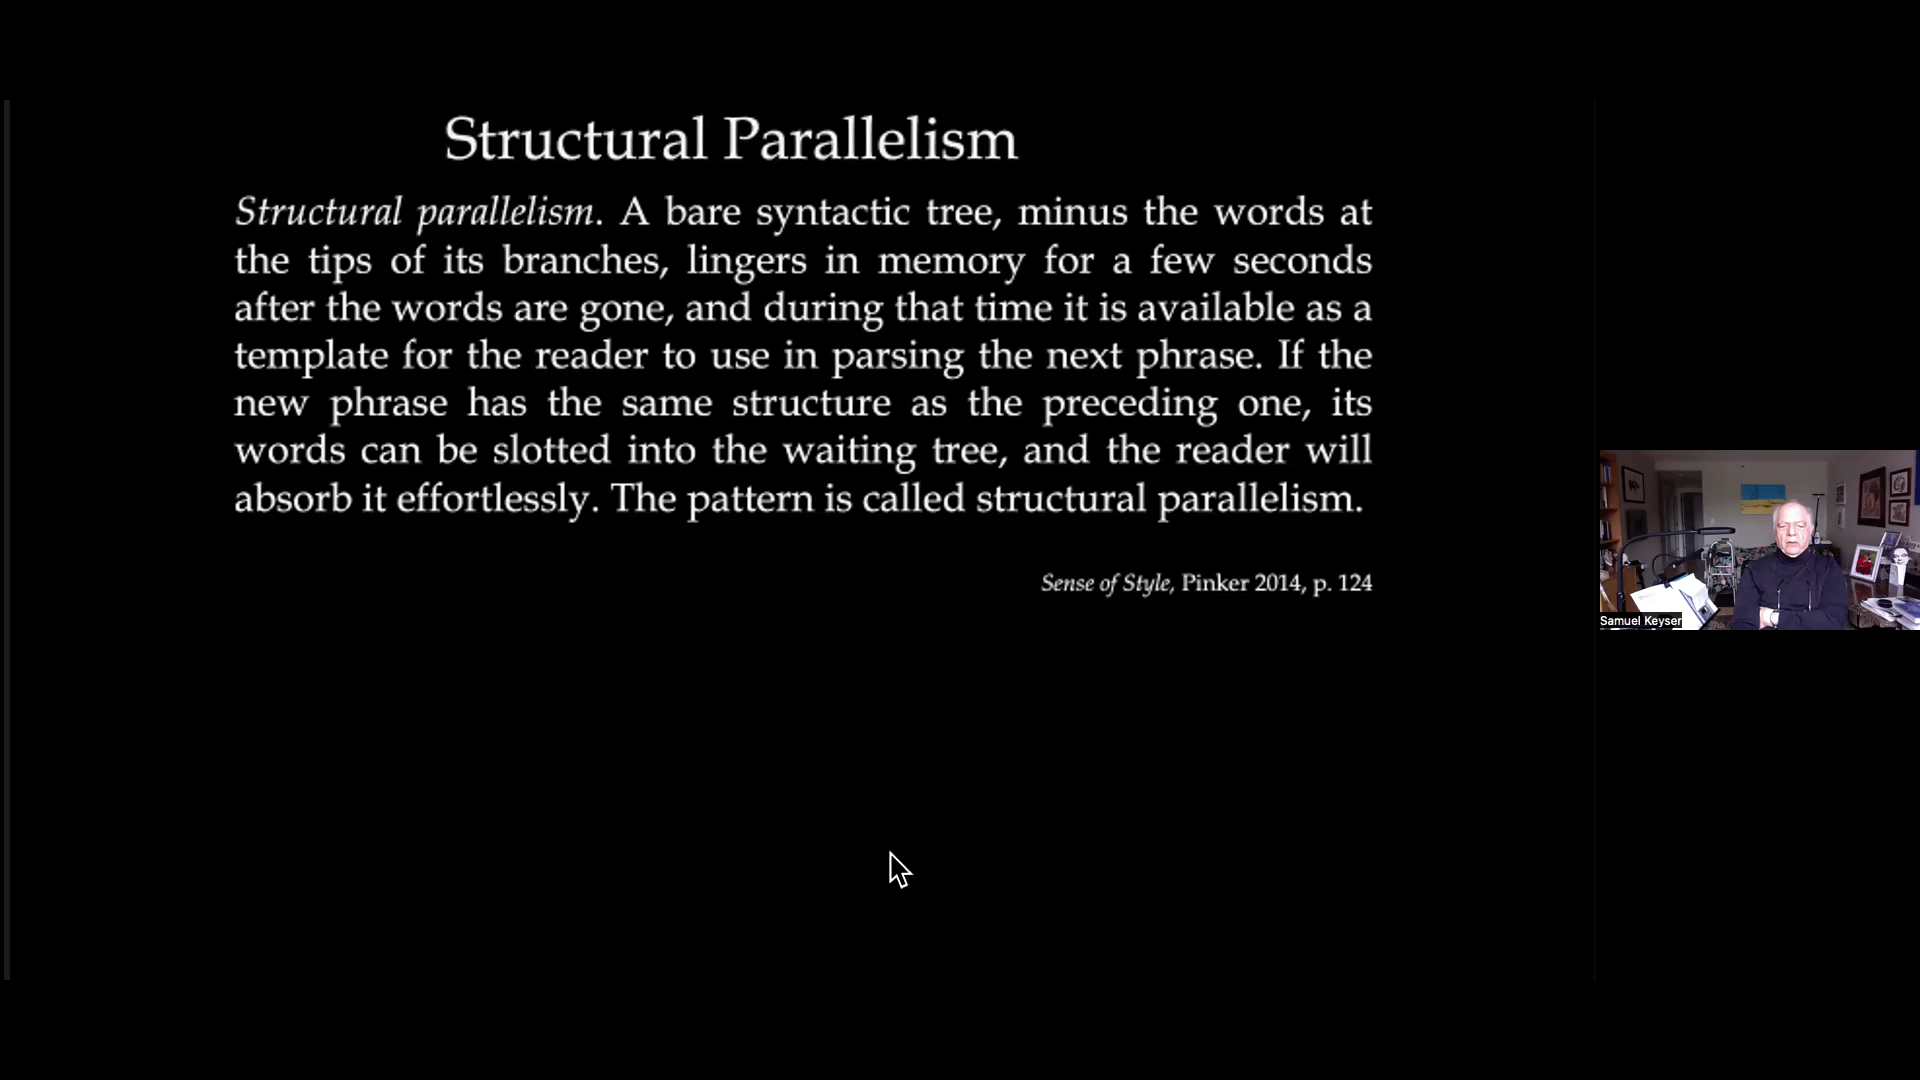 Structural Parallelism
Structural parallelism. A bare syntactic tree, minus the words at
the tips of its branches, lingers in memory for a few seconds
after the words are gone, and during that time it is available as a
template for the reader to use in parsing the next phrase. If the
new phrase has the same structure as the preceding one, its
words can be slotted into the waiting tree, and the reader will
absorb it effortlessly. The pattern is called structural parallelism.
Sense of Style, Pinker 2014, p. 124
Samuel Keyser